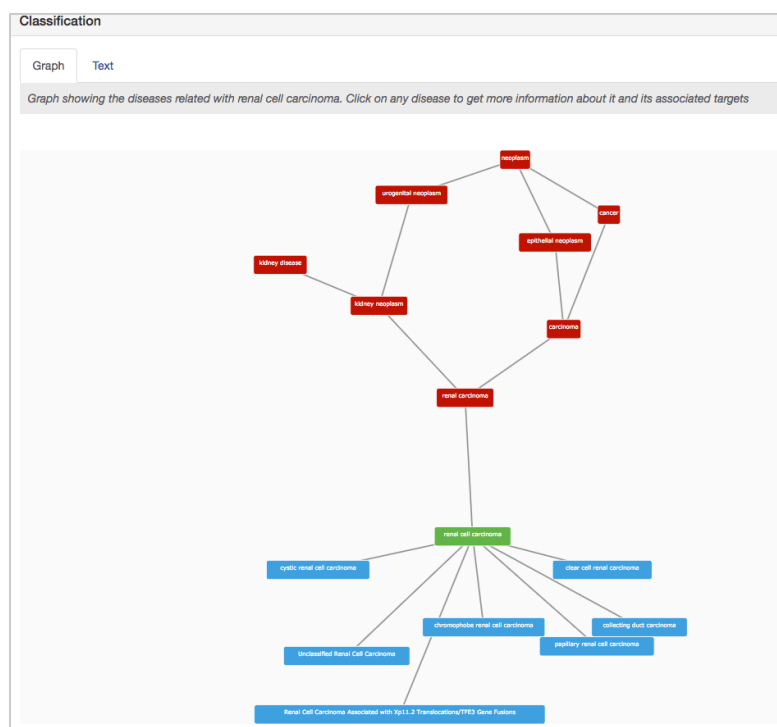 Classification
Graph Text
Graph showing the diseases related with renal cell carcinoma. Click on any disease to get more information about it and its associated targets
neoplasm
urogenital neoplasm
cancer
epithelial neoplasm
kidney disease
kidney neoplasm
carcinoma
renal carcinoma
renal cell carcinoma
cystic renal cell carcinoma
clear cell renal carcinoma
chromophobe renal cell carcinoma
collecting duct carcinoma
papillary renal cell carcinoma
Unclassified Renal Cell Carcinoma
Renal Cell Carcinoma Associated with Xp11.2 Translocations/TFE3 Gene Fusions